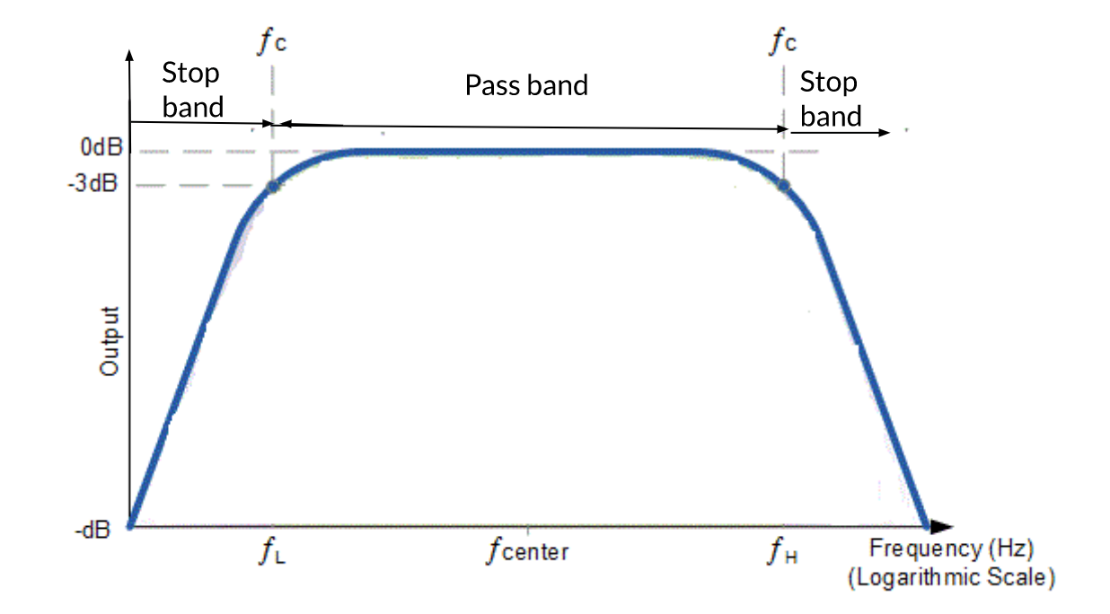 fc
fc
Stop
band
Pass band
Stop
band
0dB
-3dB
Output
-dB
fL
fcenter
fH
Frequency (Hz)
(Logarithmic Scale)